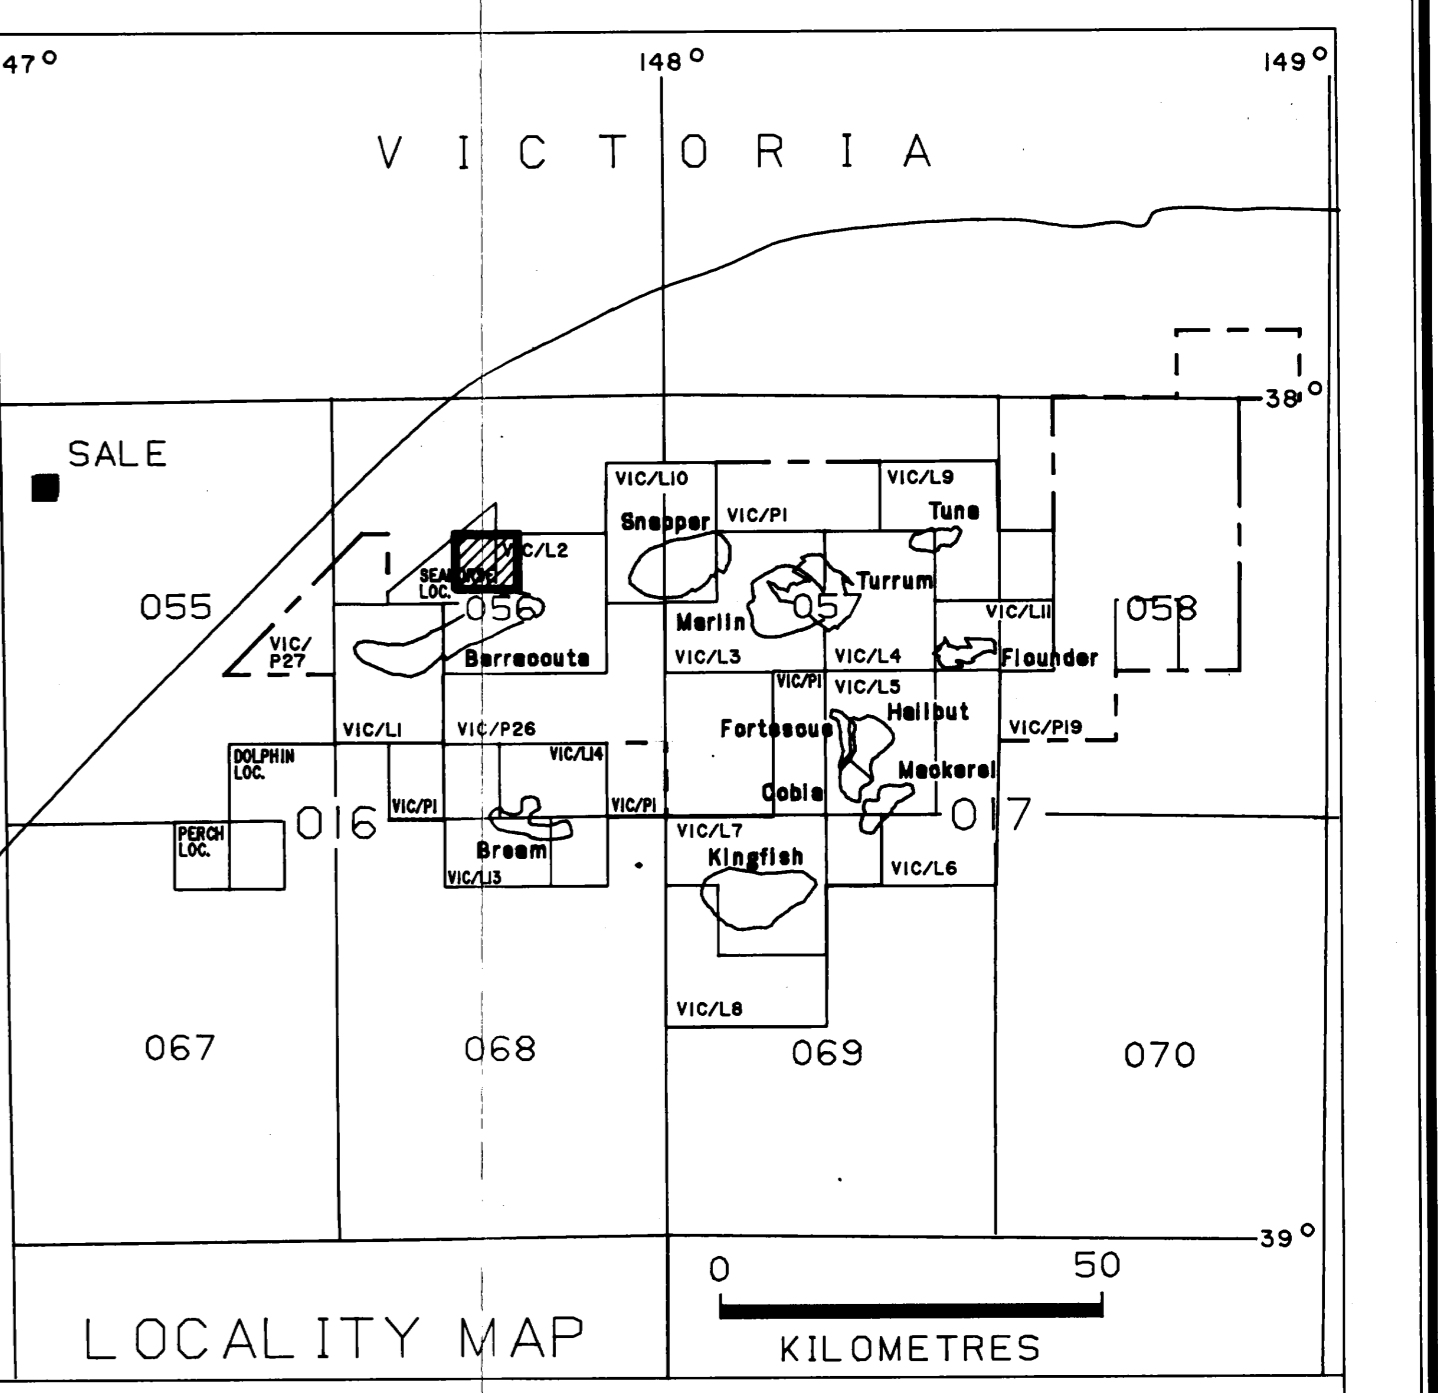 47° 148° 149°
VICTORIA
38°
SALE
VIC/L10 VIC/L9
Snapper VIC/P1 Tuna
VIC/L2
SEAHORSE
LOC.
Turrum
055 056 05 058
VIC/L11
Marlin
VIC/
P27
Barracouta VIC/L3 VIC/L4 Flounder
VIC/P1 VIC/L5
Halibut
VIC/L1 VIC/P26 Fortescue VIC/P19
DOLPHIN
LOC.
VIC/L14
Mackerel
Cobia
VIC/P1 VIC/P1
016 017
PERCH
LOC.
VIC/L7
Bream Kingfish
VIC/L13 VIC/L6
VIC/L8
067 068 069 070
39°
0 50
LOCALITY MAP
KILOMETRES